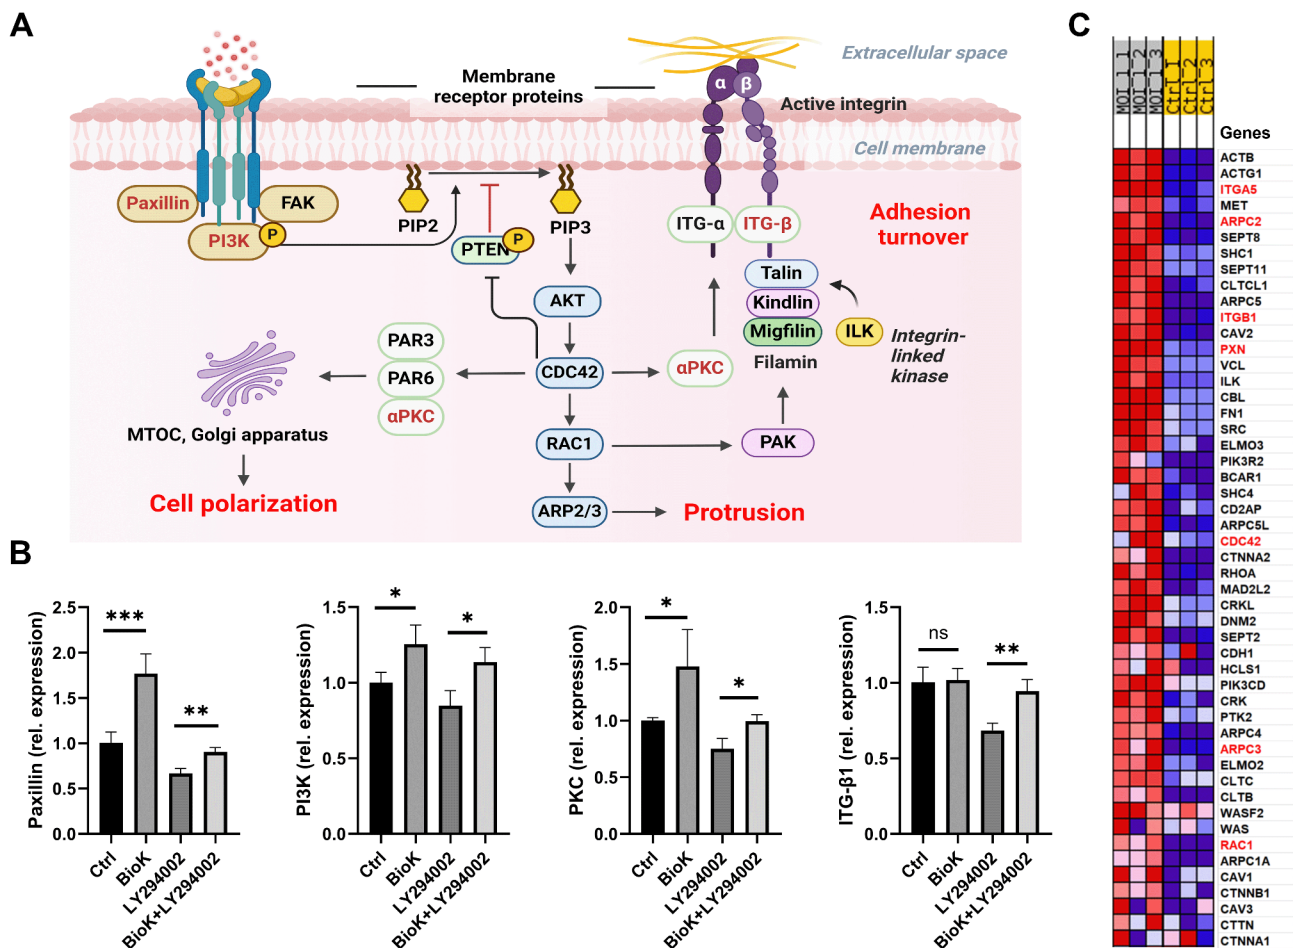 A
Extracellular space
Membrane
receptor proteins
α
β
Active integrin
Cell membrane
Paxillin
FAK
PI3K
P
PIP2
PIP3
PTEN
P
ITG-α
ITG-β
Adhesion
turnover
Talin
Kindlin
Migfilin
ILK
Filamin
Integrin-
linked
kinase
AKT
PAR3
PAR6
αPKC
CDC42
αPKC
MTOC, Golgi apparatus
RAC1
PAK
Cell polarization
ARP2/3
Protrusion
B
Paxillin (rel. expression)
2.5
2.0
1.5
1.0
0.5
0.0
***
**
Ctrl
BioK
LY294002
BioK+LY294002
PI3K (rel. expression)
1.5
1.0
0.5
0.0
*
*
Ctrl
BioK
LY294002
BioK+LY294002
PKC (rel. expression)
2.0
1.5
1.0
0.5
0.0
*
*
Ctrl
BioK
LY294002
BioK+LY294002
ITG-β1 (rel. expression)
1.5
1.0
0.5
0.0
ns
**
Ctrl
BioK
LY294002
BioK+LY294002
C
Genes
ACTB
ACTG1
ITGA5
MET
ARPC2
SEPT8
SHC1
SEPT11
CLTCL1
ARPC5
ITGB1
CAV2
PXN
VCL
ILK
CBL
FN1
SRC
ELMO3
PIK3R2
BCAR1
SHC4
CD2AP
ARPC5L
CDC42
CTNNA2
RHOA
MAD2L2
CRKL
DNM2
SEPT2
CDH1
HCLS1
PIK3CD
CRK
PTK2
ARPC4
ARPC3
ELMO2
CLTC
CLTB
WASF2
WAS
RAC1
ARPC1A
CAV1
CTNNB1
CAV3
CTTN
CTNNA1